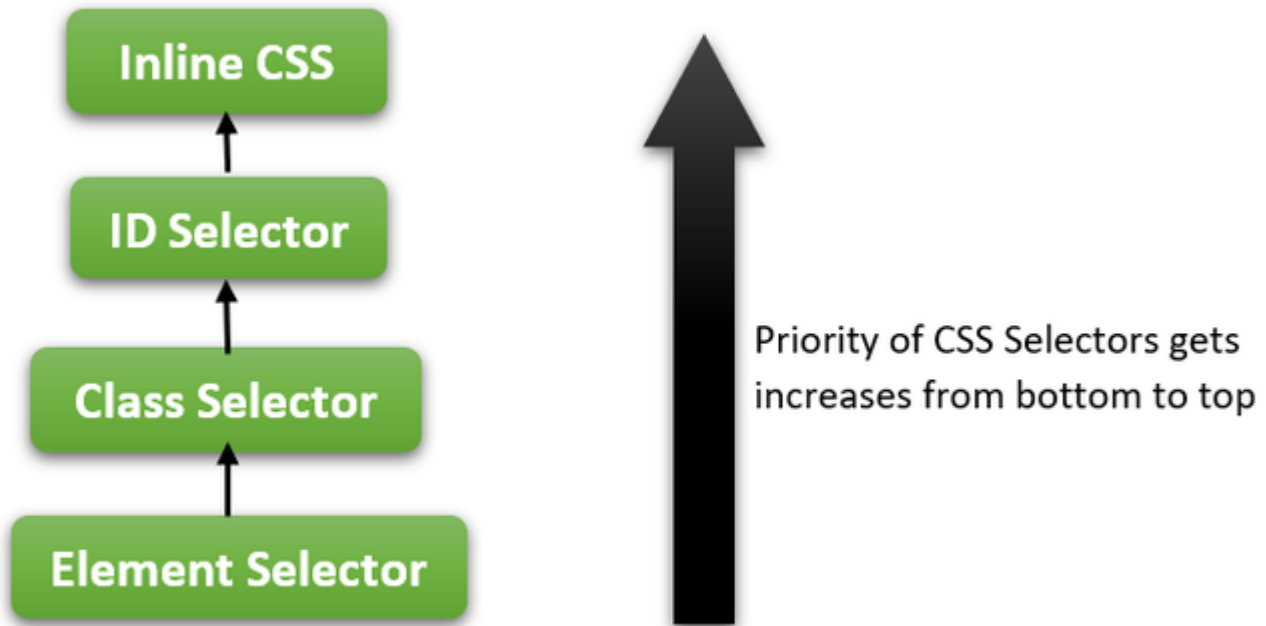 Inline CSS
ID Selector
Class Selector
Element Selector
Priority of CSS Selectors gets
increases from bottom to top